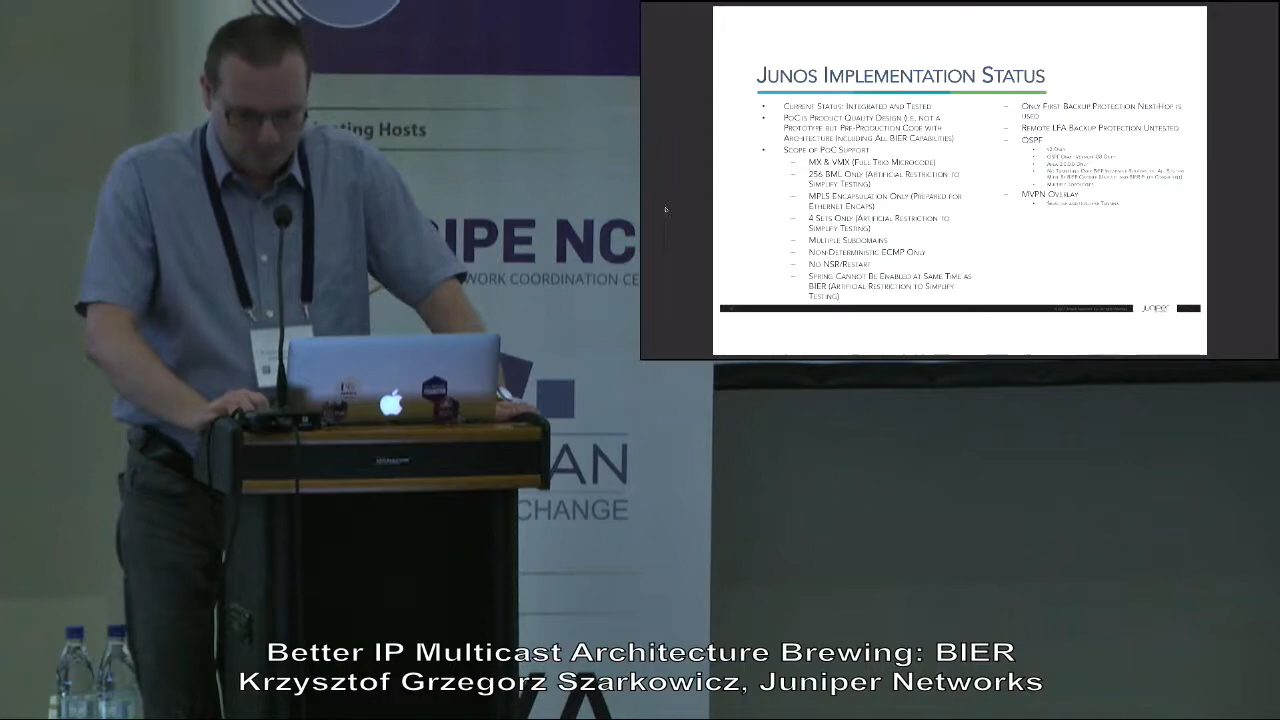 JUNOS IMPLEMENTATION STATUS
• CURRENT STATUS: INTEGRATED AND TESTED
• POC IS PRODUCT QUALITY DESIGN (I.E. NOT A
PROTOTYPE BUT PRE-PRODUCTION CODE WITH
ARCHITECTURE INCLUDING ALL BIER CAPABILITIES)
• SCOPE OF POC SUPPORT
– MX & VMX (FULL TRIO MICROCODE)
– 256 BML ONLY (ARTIFICIAL RESTRICTION TO
SIMPLIFY TESTING)
– MPLS ENCAPSULATION ONLY (PREPARED FOR
ETHERNET ENCAPS)
– 4 SETS ONLY (ARTIFICIAL RESTRICTION TO
SIMPLIFY TESTING)
– MULTIPLE SUBDOMAINS
– NON-DETERMINISTIC ECMP ONLY
– NO NSR/RESTART
– SPRING CANNOT BE ENABLED AT SAME TIME AS
BIER (ARTIFICIAL RESTRICTION TO SIMPLIFY
TESTING)
– ONLY FIRST BACKUP PROTECTION NEXT-HOP IS
USED
– REMOTE LFA BACKUP PROTECTION UNTESTED
– OSPF
– MVPN OVERLAY
JUNIPER
Hosts
RIPE NC
WORK COORDINATION CE
AN
CHANGE
Better IP Multicast Architecture Brewing: BIER
Krzysztof Grzegorz Szarkowicz, Juniper Networks